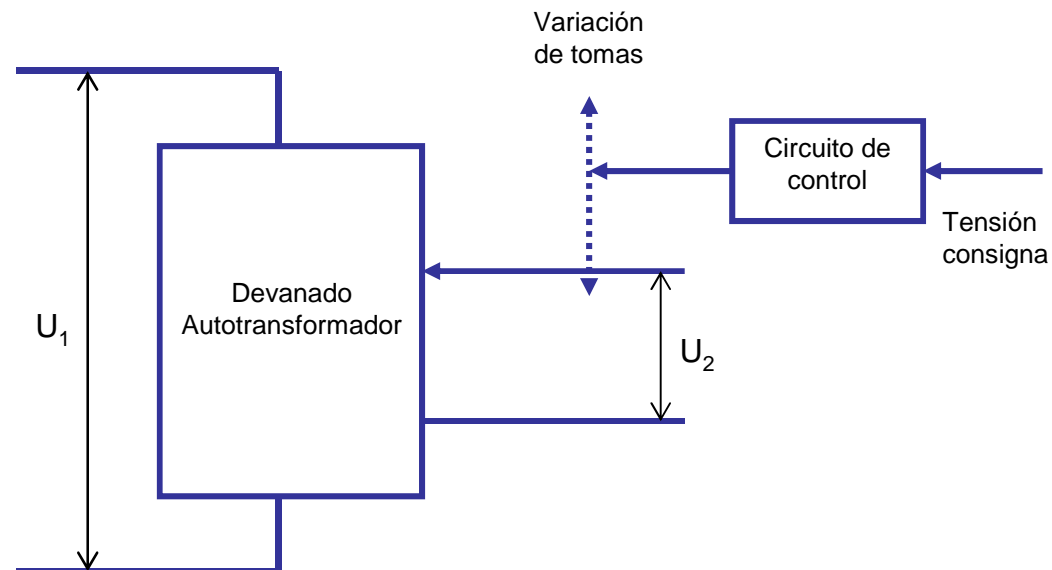 Variación
de tomas
Circuito de
control
Tensión
consigna
Devanado
Autotransformador
U₁
U₂